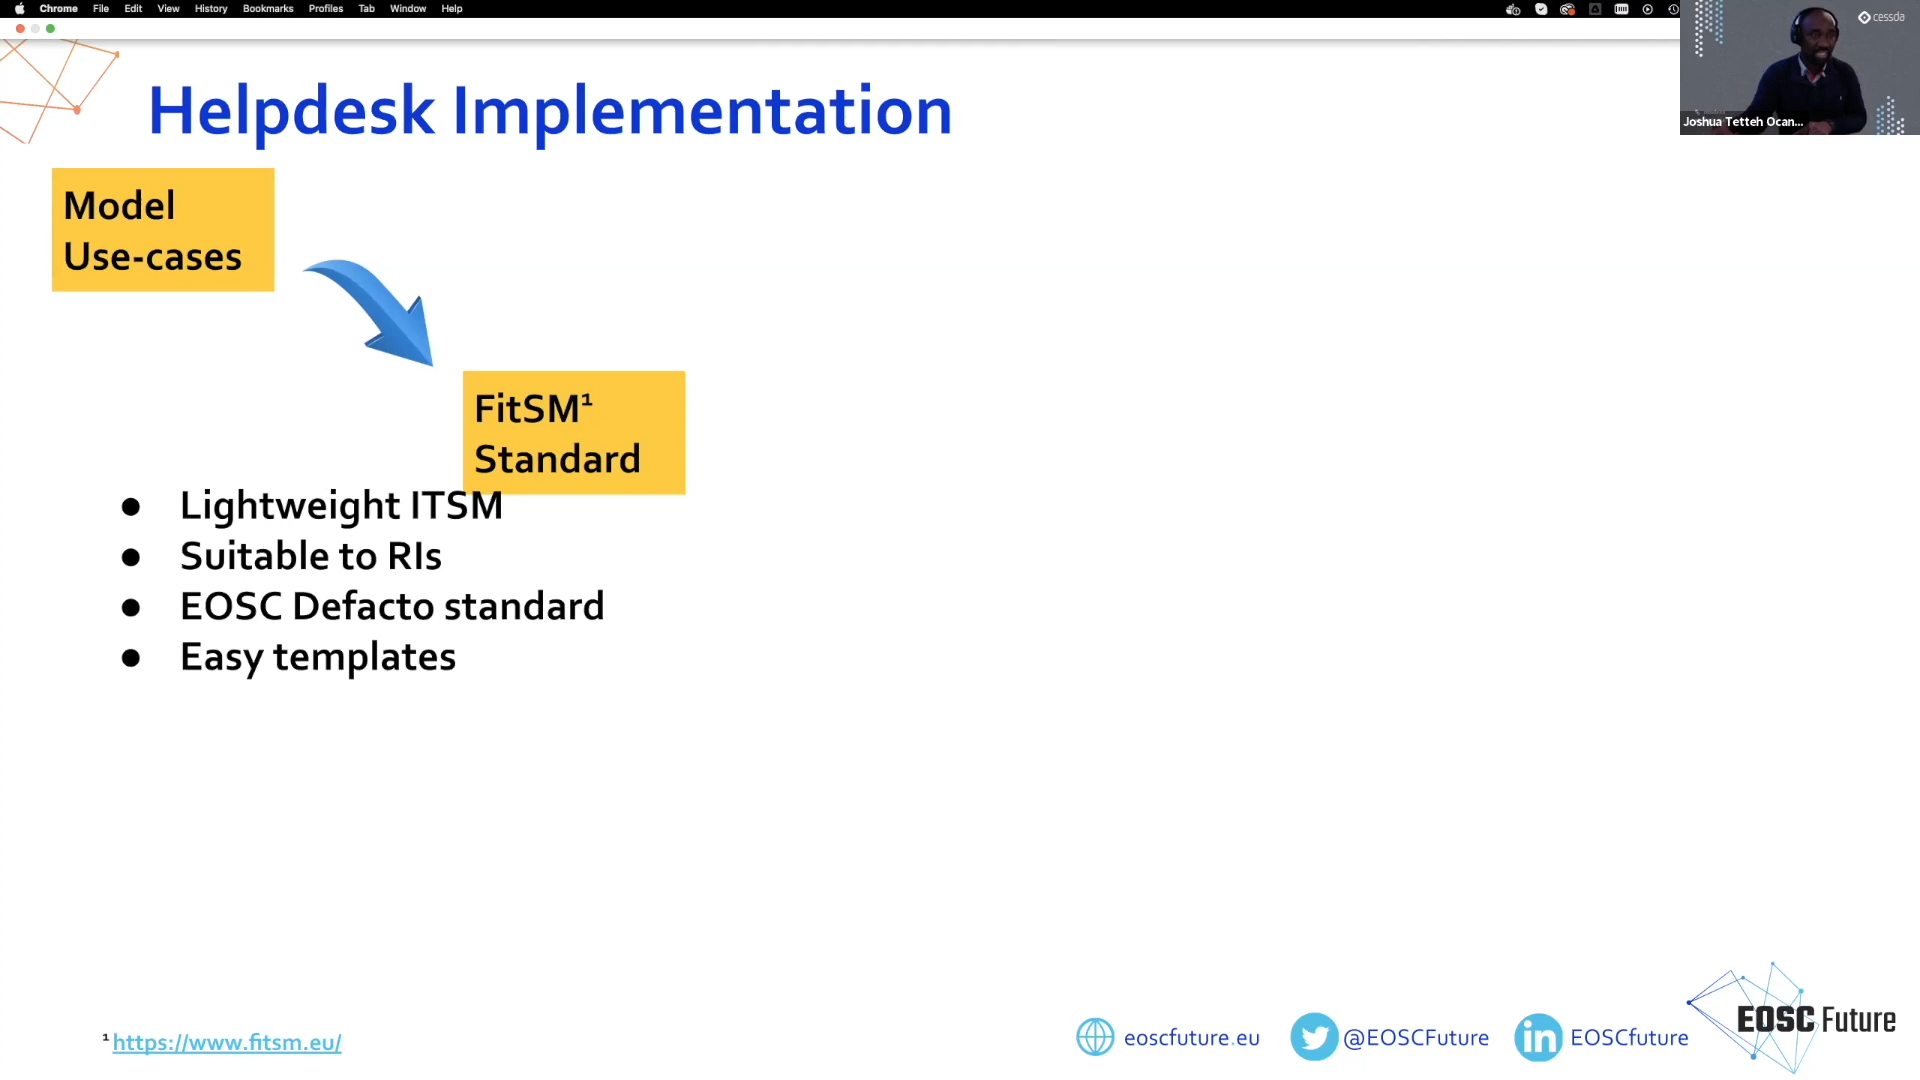 Chrome File Edit View History Bookmarks Profiles Tab Window Help
cessda
Joshua Tetteh Ocan...
Helpdesk Implementation
Model
Use-cases
FitSM¹
Standard
● Lightweight ITSM
● Suitable to RIs
● EOSC Defacto standard
● Easy templates
¹ https://www.fitsm.eu/
eoscfuture.eu
@EOSCFuture
in EOSCfuture
EOSC Future